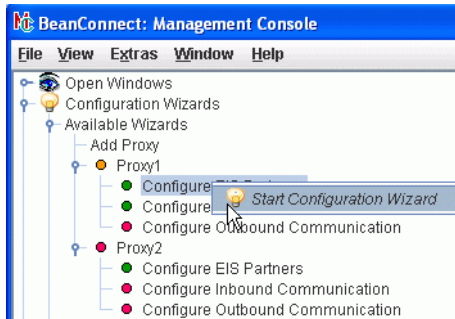 BeanConnect: Management Console
File View Extras Window Help
Open Windows
Configuration Wizards
Available Wizards
Add Proxy
Proxy1
Configure
Start Configuration Wizard
Configure
Configure Outbound Communication
Proxy2
Configure EIS Partners
Configure Inbound Communication
Configure Outbound Communication